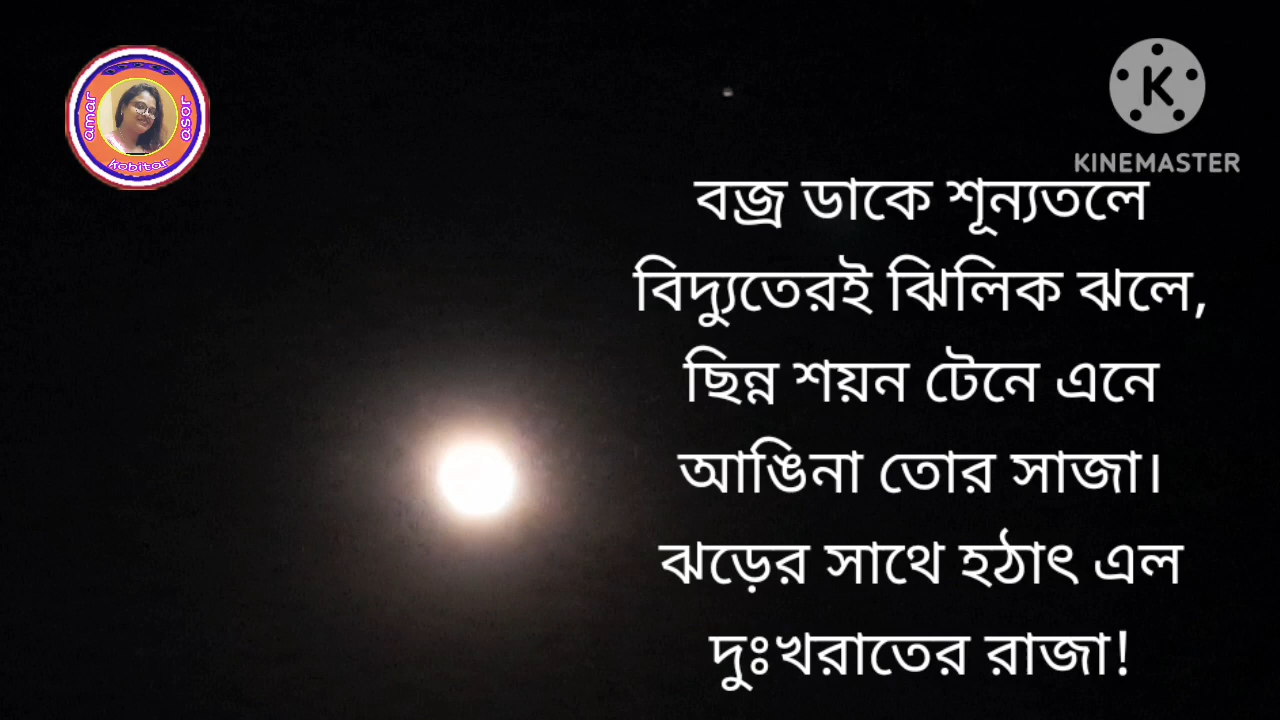 amar
asor
kobitar
KINEMASTER
বজ্র ডাকে শূন্যতলে
বিদ্যুতেরই ঝিলিক ঝলে,
ছিন্ন শয়ন টেনে এনে
আঙিনা তোর সাজা।
ঝড়ের সাথে হঠাৎ এল
দুঃখরাতের রাজা!